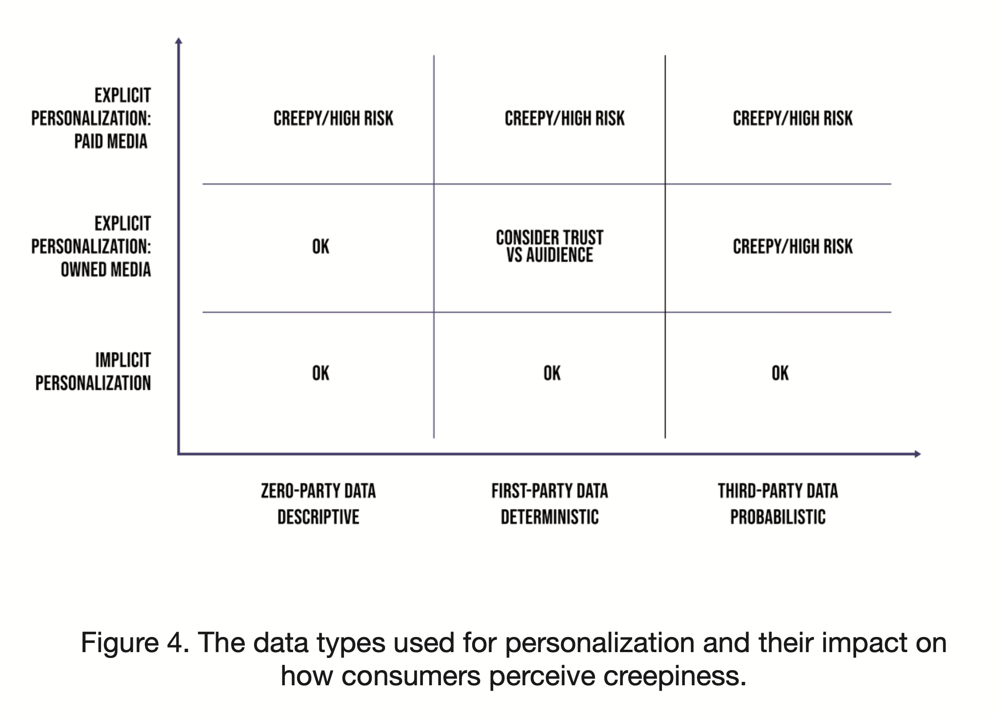 EXPLICIT
PERSONALIZATION:
PAID MEDIA
CREEPY/HIGH RISK
CREEPY/HIGH RISK
CREEPY/HIGH RISK
EXPLICIT
PERSONALIZATION:
OWNED MEDIA
OK
CONSIDER TRUST
VS AUIDIENCE
CREEPY/HIGH RISK
IMPLICIT
PERSONALIZATION
OK
OK
OK
ZERO-PARTY DATA
DESCRIPTIVE
FIRST-PARTY DATA
DETERMINISTIC
THIRD-PARTY DATA
PROBABILISTIC
Figure 4. The data types used for personalization and their impact on
how consumers perceive creepiness.